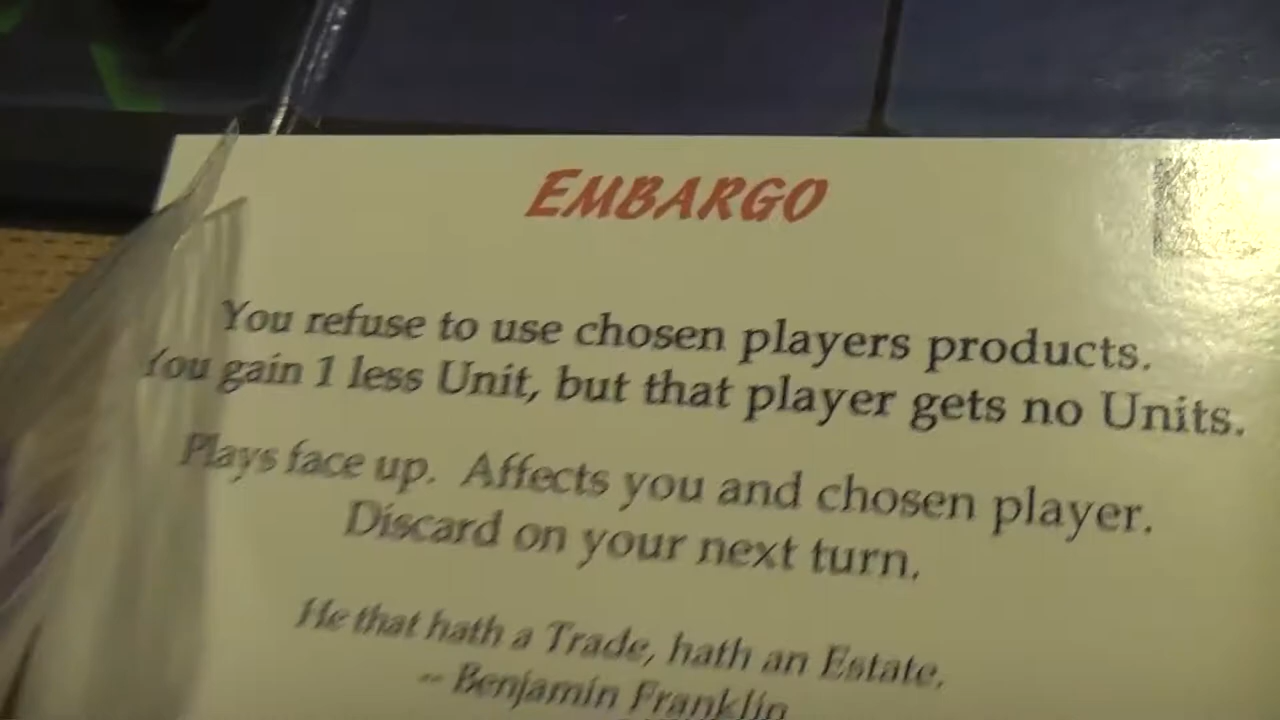 EMBARGO
You refuse to use chosen players products.
You gain 1 less Unit, but that player gets no Units.
Plays face up. Affects you and chosen player.
Discard on your next turn.
He that hath a Trade, hath an Estate.
-- Benjamin Franklin